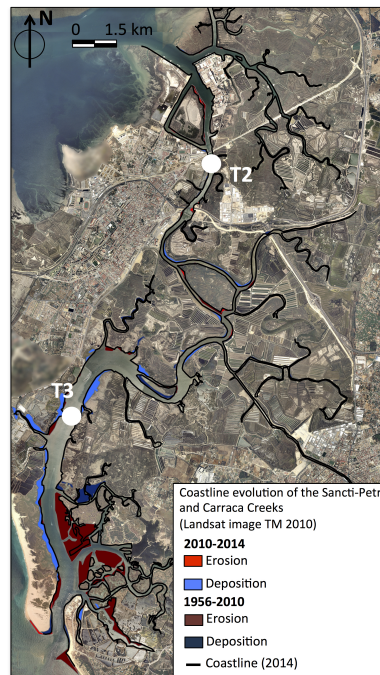 N
0 1.5 km
T2
T3
Coastline evolution of the Sancti-Petr
and Carraca Creeks
(Landsat image TM 2010)
2010-2014
Erosion
Deposition
1956-2010
Erosion
Deposition
Coastline (2014)